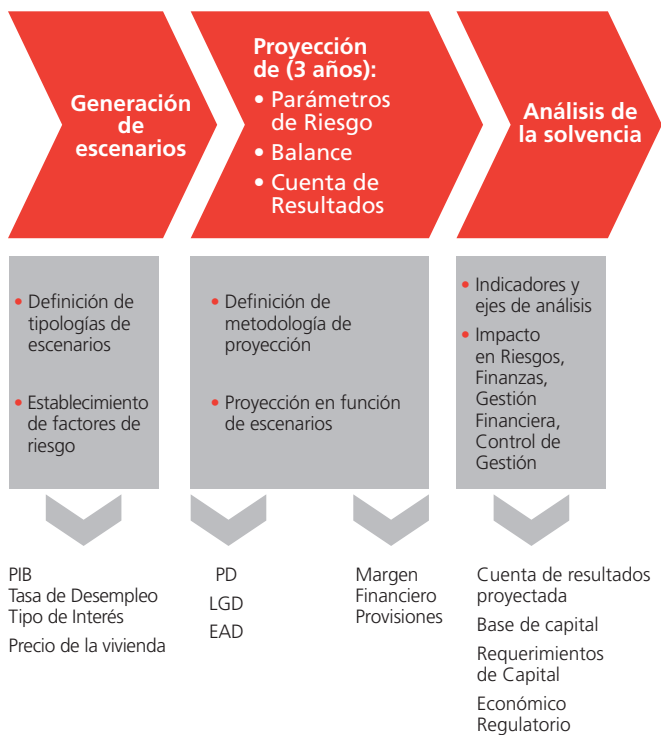 Generación
de
escenarios
Proyección
de (3 años):
• Parámetros
de Riesgo
• Balance
• Cuenta de
Resultados
Análisis de
la solvencia
• Definición de
tipologías de
escenarios
• Establecimiento
de factores de
riesgo
• Definición de
metodología de
proyección
• Proyección en función
de escenarios
• Indicadores y
ejes de análisis
• Impacto
en Riesgos,
Finanzas,
Gestión
Financiera,
Control de
Gestión
PIB
Tasa de Desempleo
Tipo de Interés
Precio de la vivienda
PD
LGD
EAD
Margen
Financiero
Provisiones
Cuenta de resultados
proyectada
Base de capital
Requerimientos
de Capital
Económico
Regulatorio